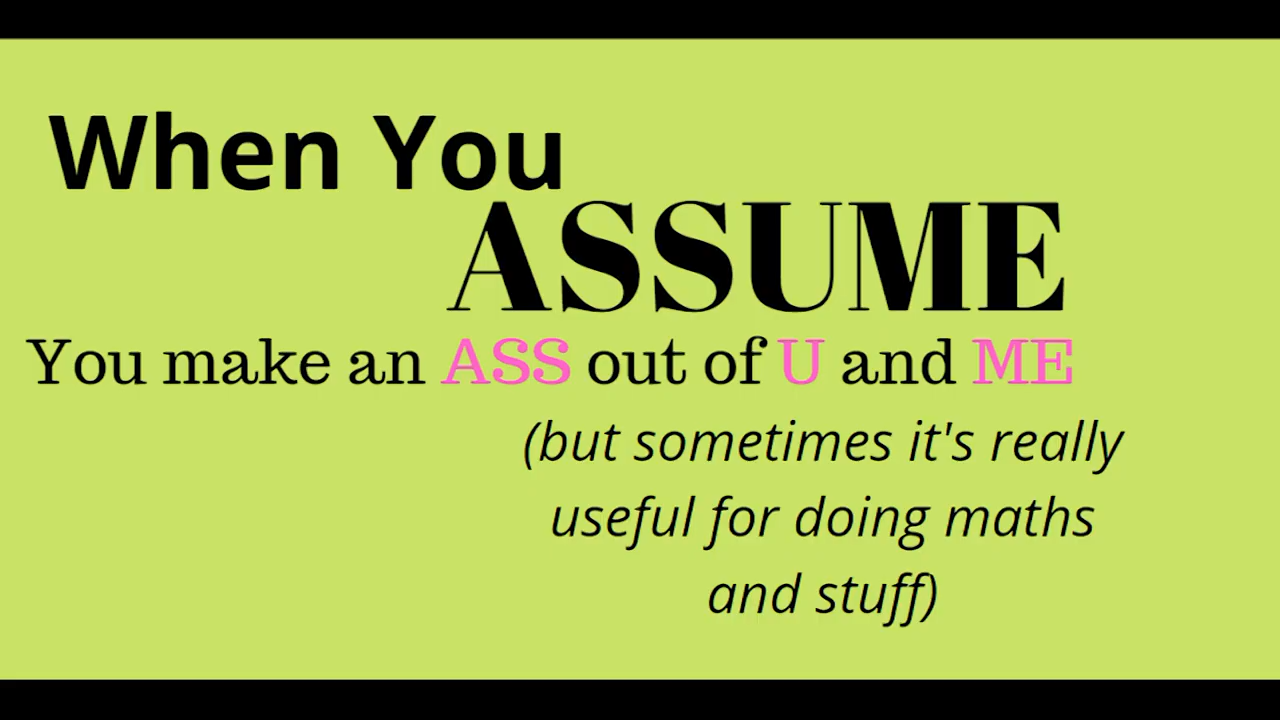 When You
ASSUME
You make an ASS out of U and ME
(but sometimes it's really
useful for doing maths
and stuff)